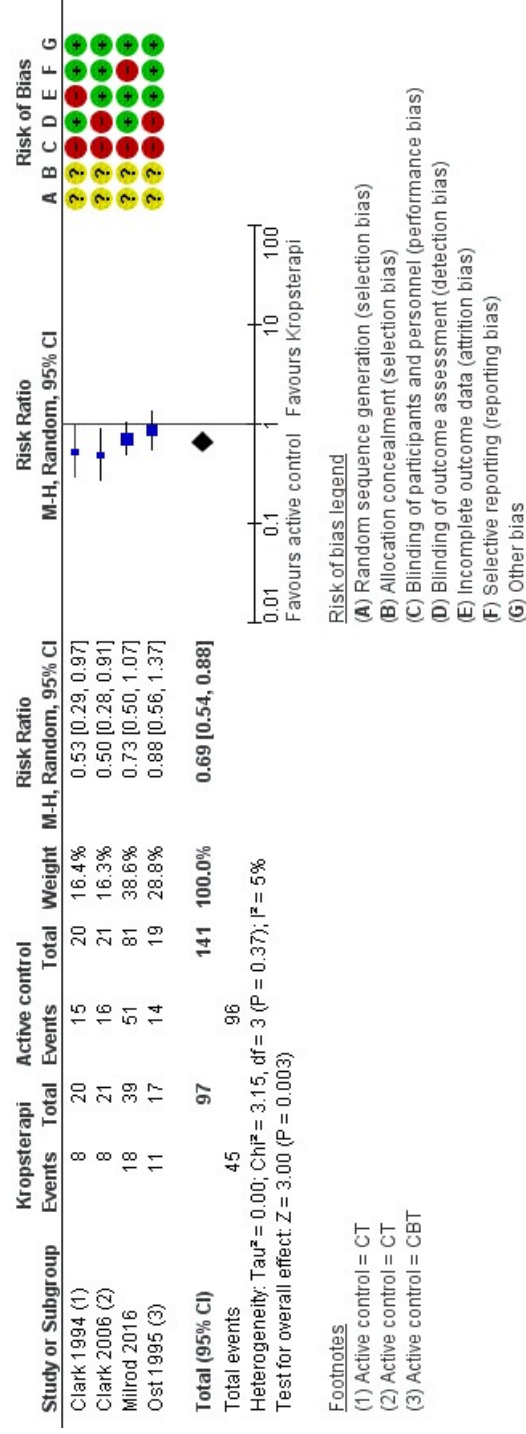 Kropsterapi Active control Risk Ratio Risk Ratio Risk of Bias
Study or Subgroup Events Total Events Total Weight M-H, Random, 95% CI M-H, Random, 95% CI A B C D E F G
Clark 1994 (1) 8 20 15 20 16.4% 0.53 [0.29, 0.97] ? ? − + − + +
Clark 2006 (2) 8 21 16 21 16.3% 0.50 [0.28, 0.91] ? ? − − + + +
Milrod 2016 18 39 51 81 38.6% 0.73 [0.50, 1.07] ? ? − + + − +
Ost 1995 (3) 11 17 14 19 28.8% 0.88 [0.56, 1.37] ? ? − − + + +
Total (95% CI) 97 141 100.0% 0.69 [0.54, 0.88]
Total events 45 96
Heterogeneity: Tau² = 0.00; Chi² = 3.15, df = 3 (P = 0.37); I² = 5%
Test for overall effect: Z = 3.00 (P = 0.003)
0.01 0.1 1 10 100
Favours active control Favours Kropsterapi
Footnotes
(1) Active control = CT
(2) Active control = CT
(3) Active control = CBT
Risk of bias legend
(A) Random sequence generation (selection bias)
(B) Allocation concealment (selection bias)
(C) Blinding of participants and personnel (performance bias)
(D) Blinding of outcome assessment (detection bias)
(E) Incomplete outcome data (attrition bias)
(F) Selective reporting (reporting bias)
(G) Other bias